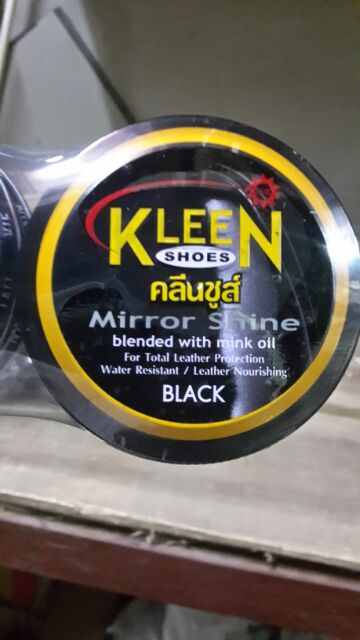 KLEEN
SHOES
คลีนชูส์
Mirror Shine
blended with mink oil
For Total Leather Protection
Water Resistant / Leather Nourishing
BLACK